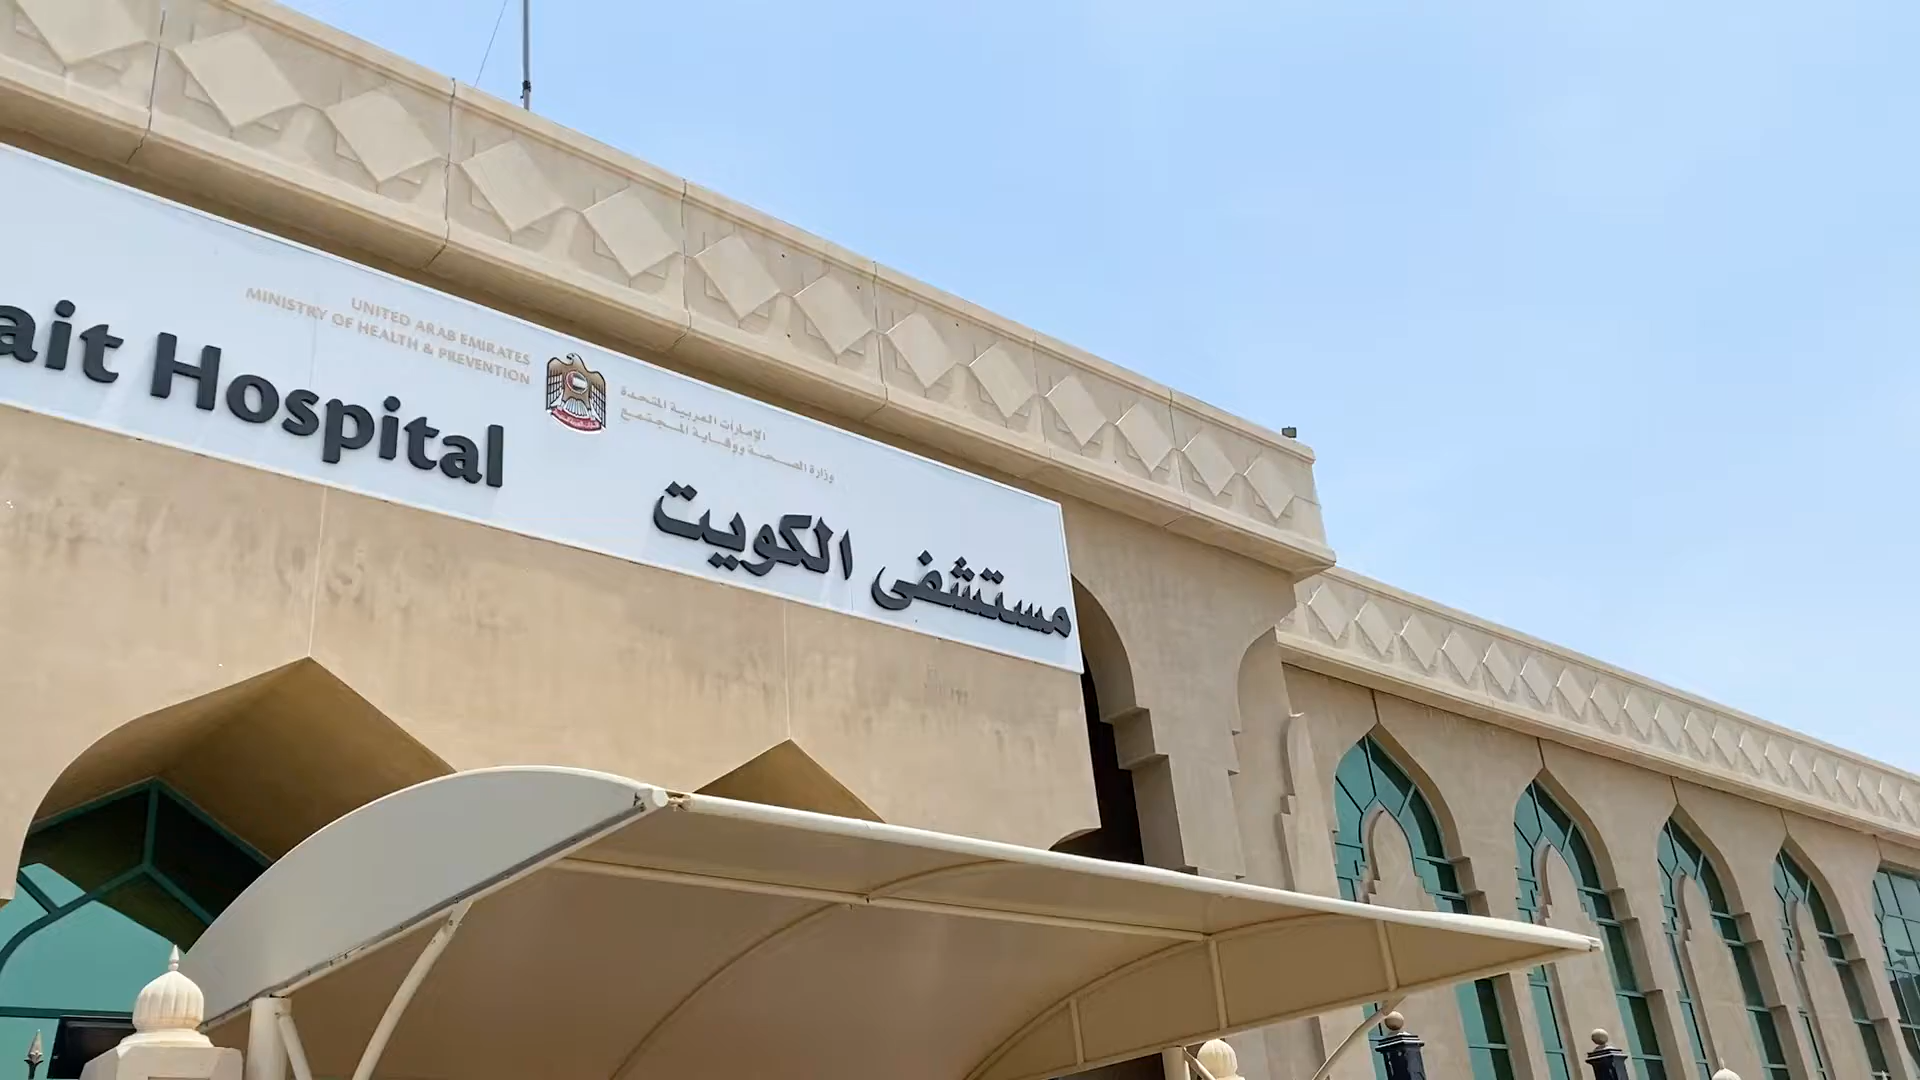 UNITED ARAB EMIRATES
MINISTRY OF HEALTH & PREVENTION
الإمارات العربية المتحدة
وزارة الصحة ووقاية المجتمع
ait Hospital
مستشفى الكويت